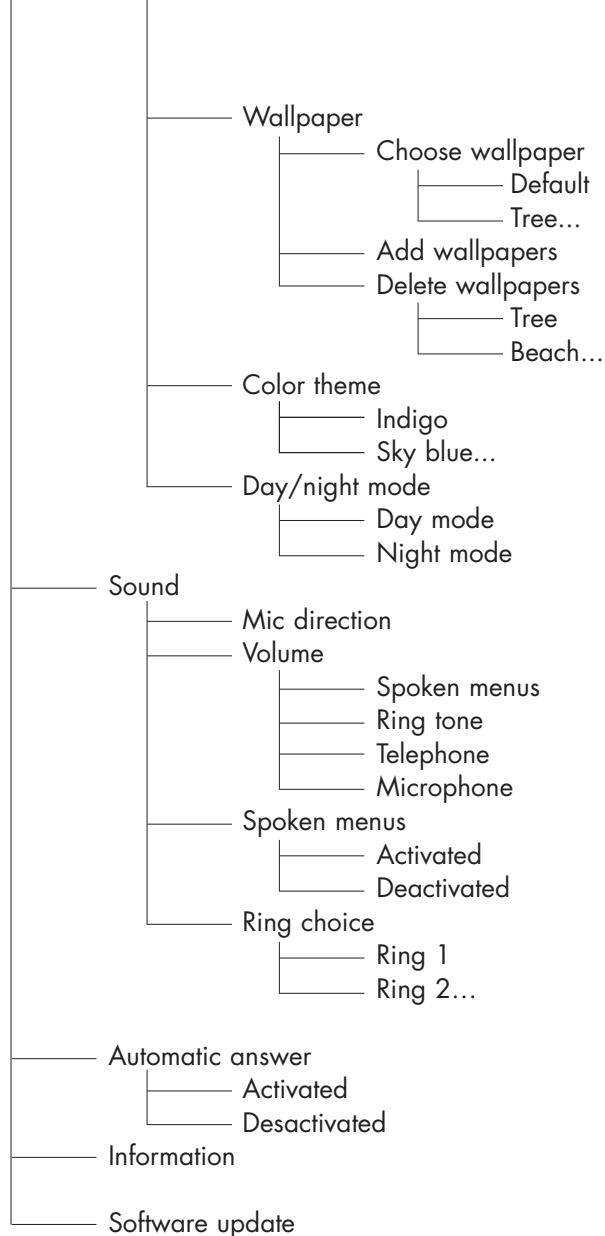 Wallpaper
Choose wallpaper
Default
Tree...
Add wallpapers
Delete wallpapers
Tree
Beach...
Color theme
Indigo
Sky blue...
Day/night mode
Day mode
Night mode
Sound
Mic direction
Volume
Spoken menus
Ring tone
Telephone
Microphone
Spoken menus
Activated
Deactivated
Ring choice
Ring 1
Ring 2...
Automatic answer
Activated
Desactivated
Information
Software update